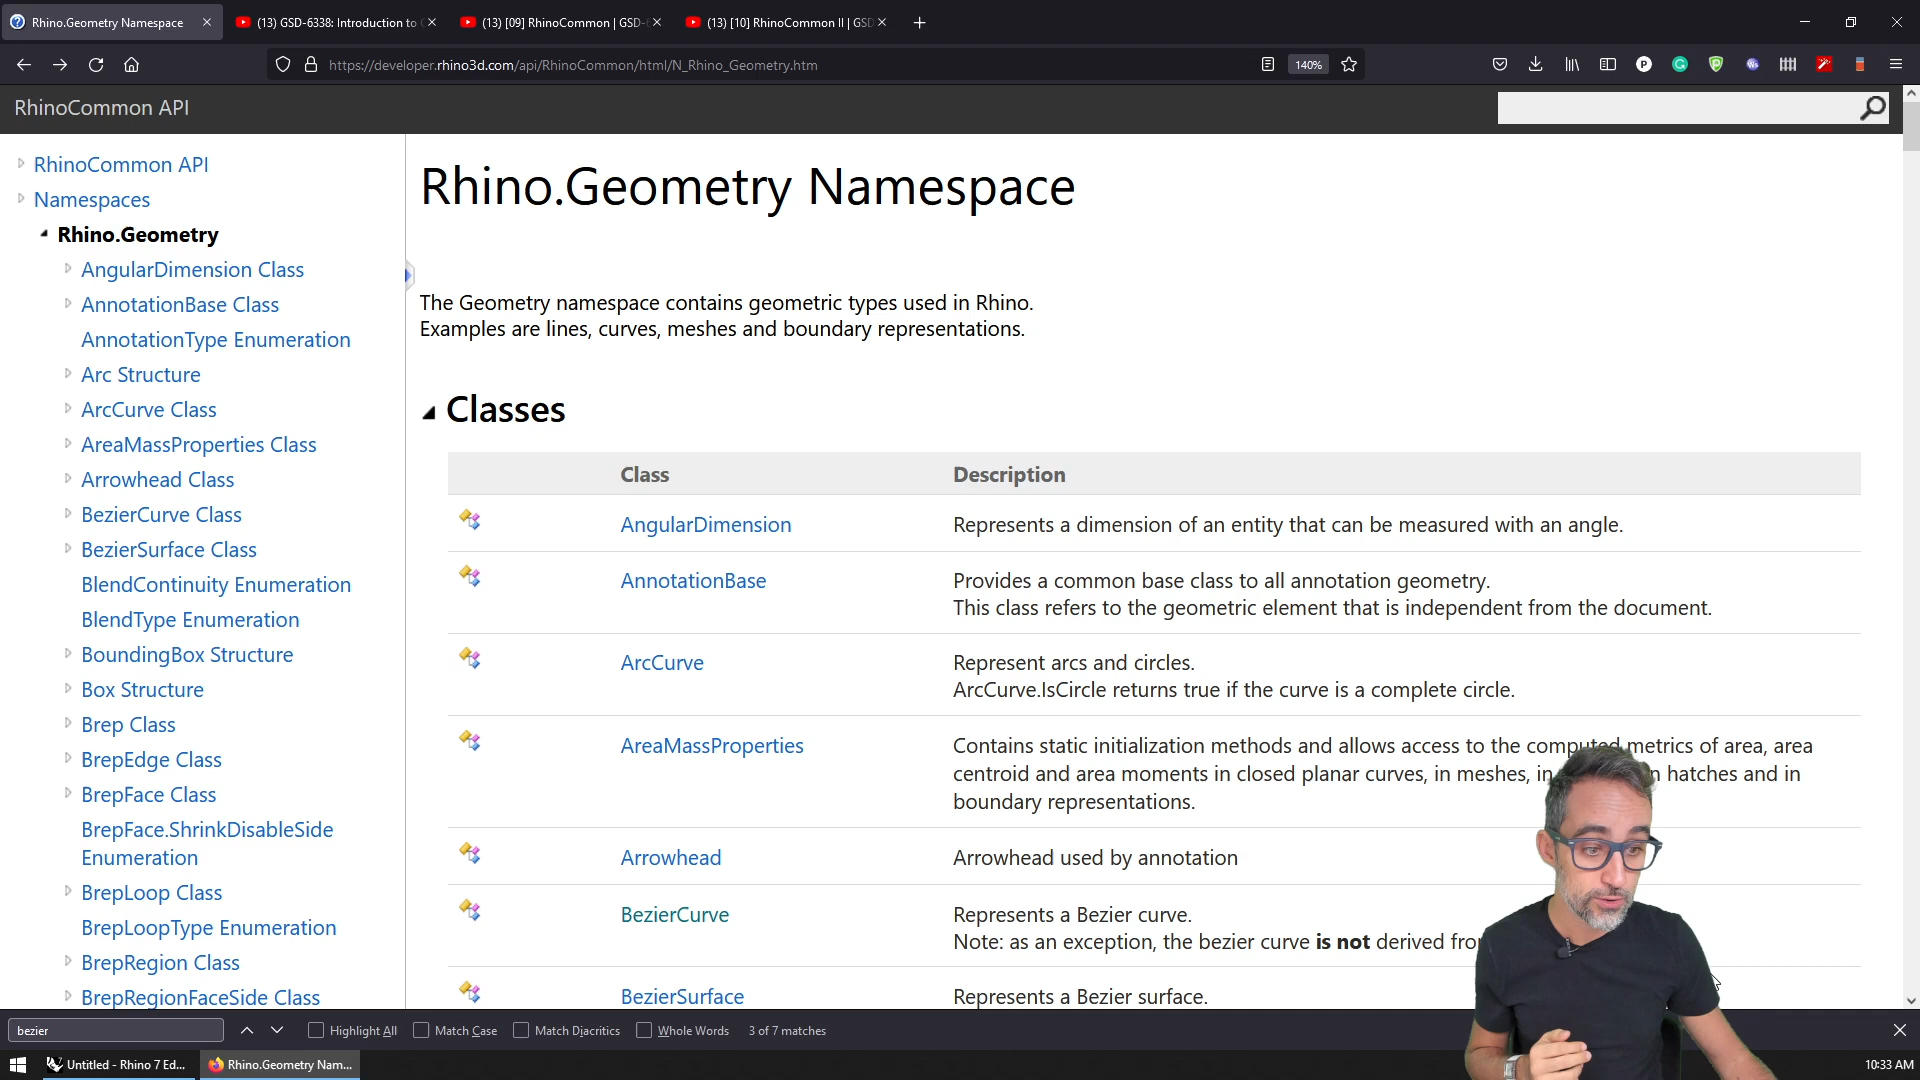 Rhino.Geometry Namespace
(13) GSD-6338: Introduction to
(13) [09] RhinoCommon | GSD-6
(13) [10] RhinoCommon II | GSD
https://developer.rhino3d.com/api/RhinoCommon/html/N_Rhino_Geometry.htm
140%
RhinoCommon API
RhinoCommon API
Namespaces
Rhino.Geometry
AngularDimension Class
AnnotationBase Class
AnnotationType Enumeration
Arc Structure
ArcCurve Class
AreaMassProperties Class
Arrowhead Class
BezierCurve Class
BezierSurface Class
BlendContinuity Enumeration
BlendType Enumeration
BoundingBox Structure
Box Structure
Brep Class
BrepEdge Class
BrepFace Class
BrepFace.ShrinkDisableSide
Enumeration
BrepLoop Class
BrepLoopType Enumeration
BrepRegion Class
BrepRegionFaceSide Class
Rhino.Geometry Namespace
The Geometry namespace contains geometric types used in Rhino.
Examples are lines, curves, meshes and boundary representations.
Classes
Class Description
AngularDimension Represents a dimension of an entity that can be measured with an angle.
AnnotationBase Provides a common base class to all annotation geometry.
This class refers to the geometric element that is independent from the document.
ArcCurve Represent arcs and circles.
ArcCurve.IsCircle returns true if the curve is a complete circle.
AreaMassProperties Contains static initialization methods and allows access to the computed metrics of area, area
centroid and area moments in closed planar curves, in meshes, in hatches and in
boundary representations.
Arrowhead Arrowhead used by annotation
BezierCurve Represents a Bezier curve.
Note: as an exception, the bezier curve is not derived from
BezierSurface Represents a Bezier surface.
bezier
Highlight All
Match Case
Match Diacritics
Whole Words
3 of 7 matches
Untitled - Rhino 7 Ed...
Rhino.Geometry Nam...
10:33 AM